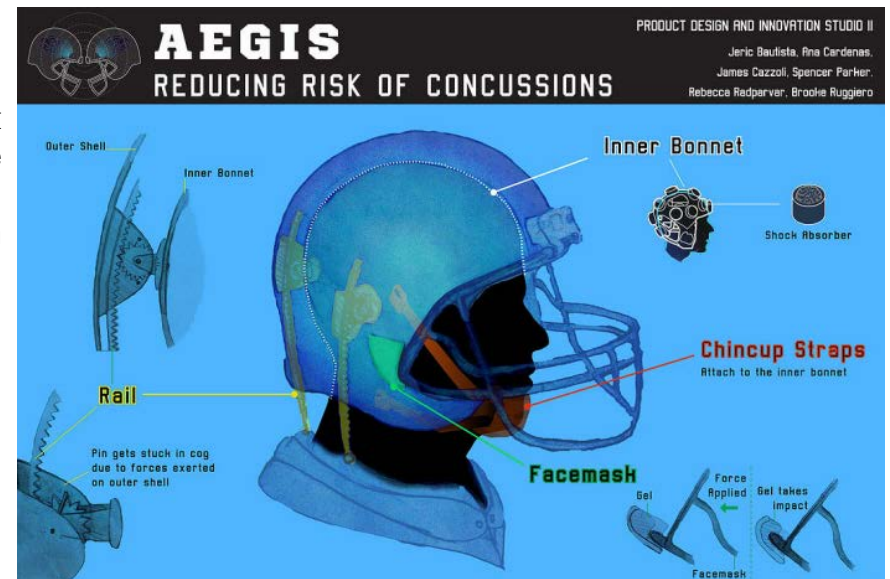 AEGIS
REDUCING RISK OF CONCUSSIONS
PRODUCT DESIGN AND INNOVATION STUDIO II
Jeric Bautista, Ana Cardenas,
James Cazzoli, Spencer Parker,
Rebecca Radparvar, Brooke Ruggiero
Outer Shell
Inner Bonnet
Inner Bonnet
Shock Absorber
Chincup Straps
Attach to the inner bonnet
Rail
Pin gets stuck in cog
due to forces exerted
on outer shell
Facemask
Gel
Force
Applied
Gel takes
impact
Facemask